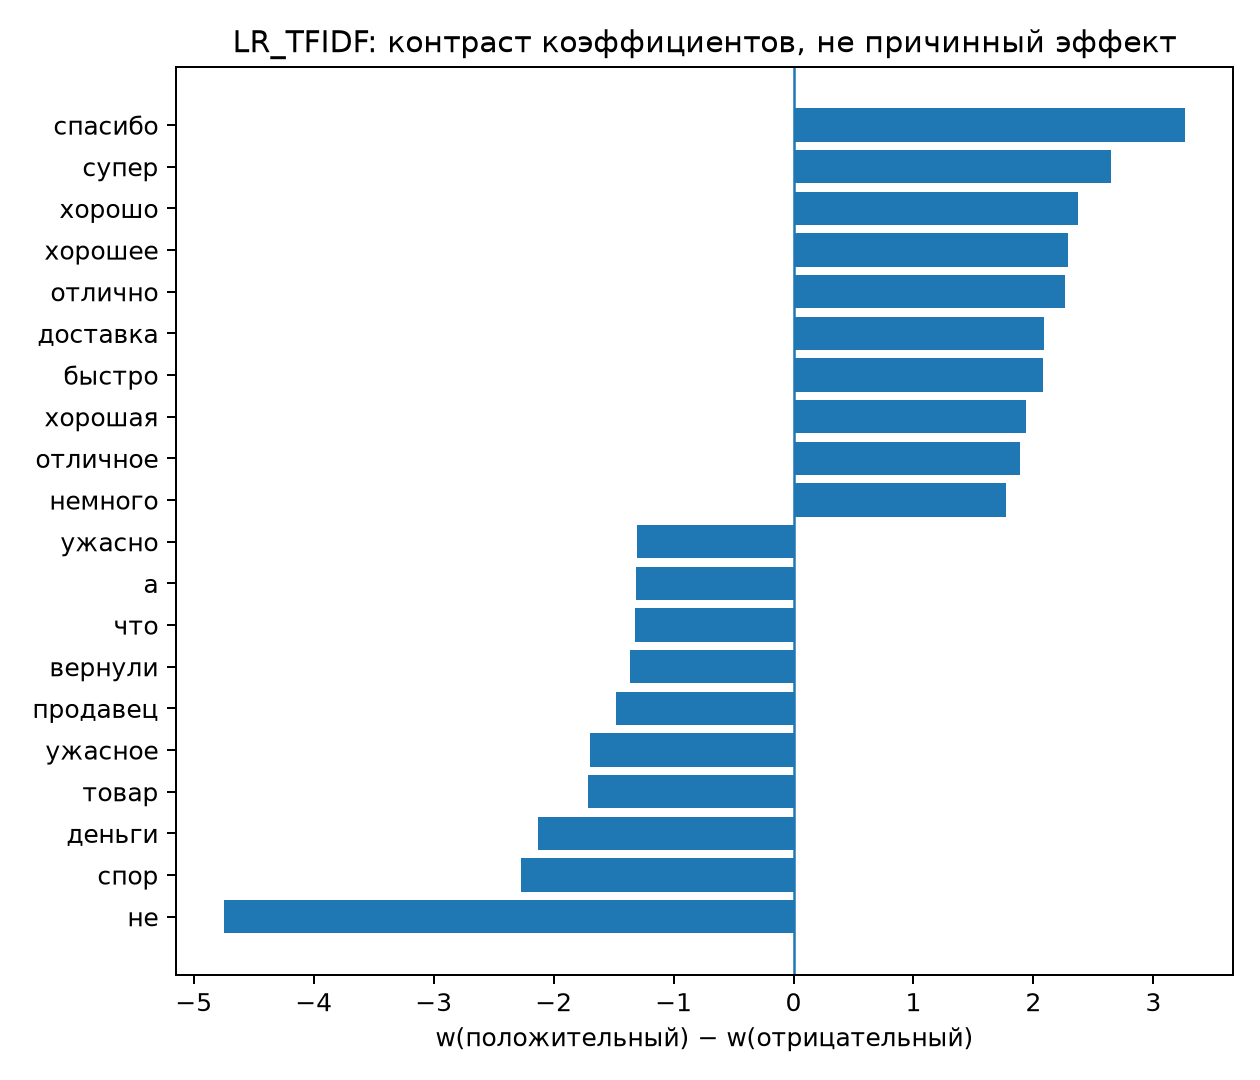 LR_TFIDF: контраст коэффициентов, не причинный эффект
спасибо
супер
хорошо
хорошее
отлично
доставка
быстро
хорошая
отличное
немного
ужасно
а
что
вернули
продавец
ужасное
товар
деньги
спор
не
−5 −4 −3 −2 −1 0 1 2 3
w(положительный) − w(отрицательный)